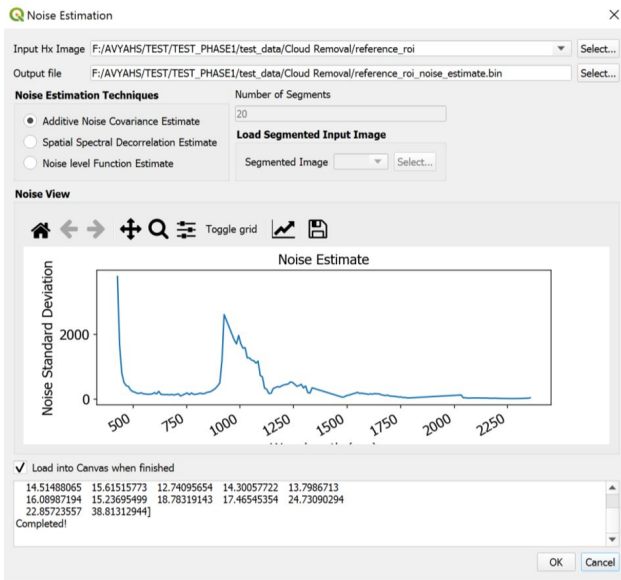 Noise Estimation
Input Hx Image F:/AVYAHS/TEST/TEST_PHASE1/test_data/Cloud Removal/reference_roi Select...
Output file F:/AVYAHS/TEST/TEST_PHASE1/test_data/Cloud Removal/reference_roi_noise_estimate.bin Select...
Noise Estimation Techniques
Additive Noise Covariance Estimate
Spatial Spectral Decorrelation Estimate
Noise level Function Estimate
Number of Segments
20
Load Segmented Input Image
Segmented Image Select...
Noise View
Toggle grid
Noise Estimate
Noise Standard Deviation
2000
0
500 750 1000 1250 1500 1750 2000 2250
Load into Canvas when finished
14.51488065 15.61515773 12.74095654 14.30057722 13.7986713
16.08987194 15.23695499 18.78319143 17.46545354 24.73090294
22.85723557 38.81312944]
Completed!
OK Cancel